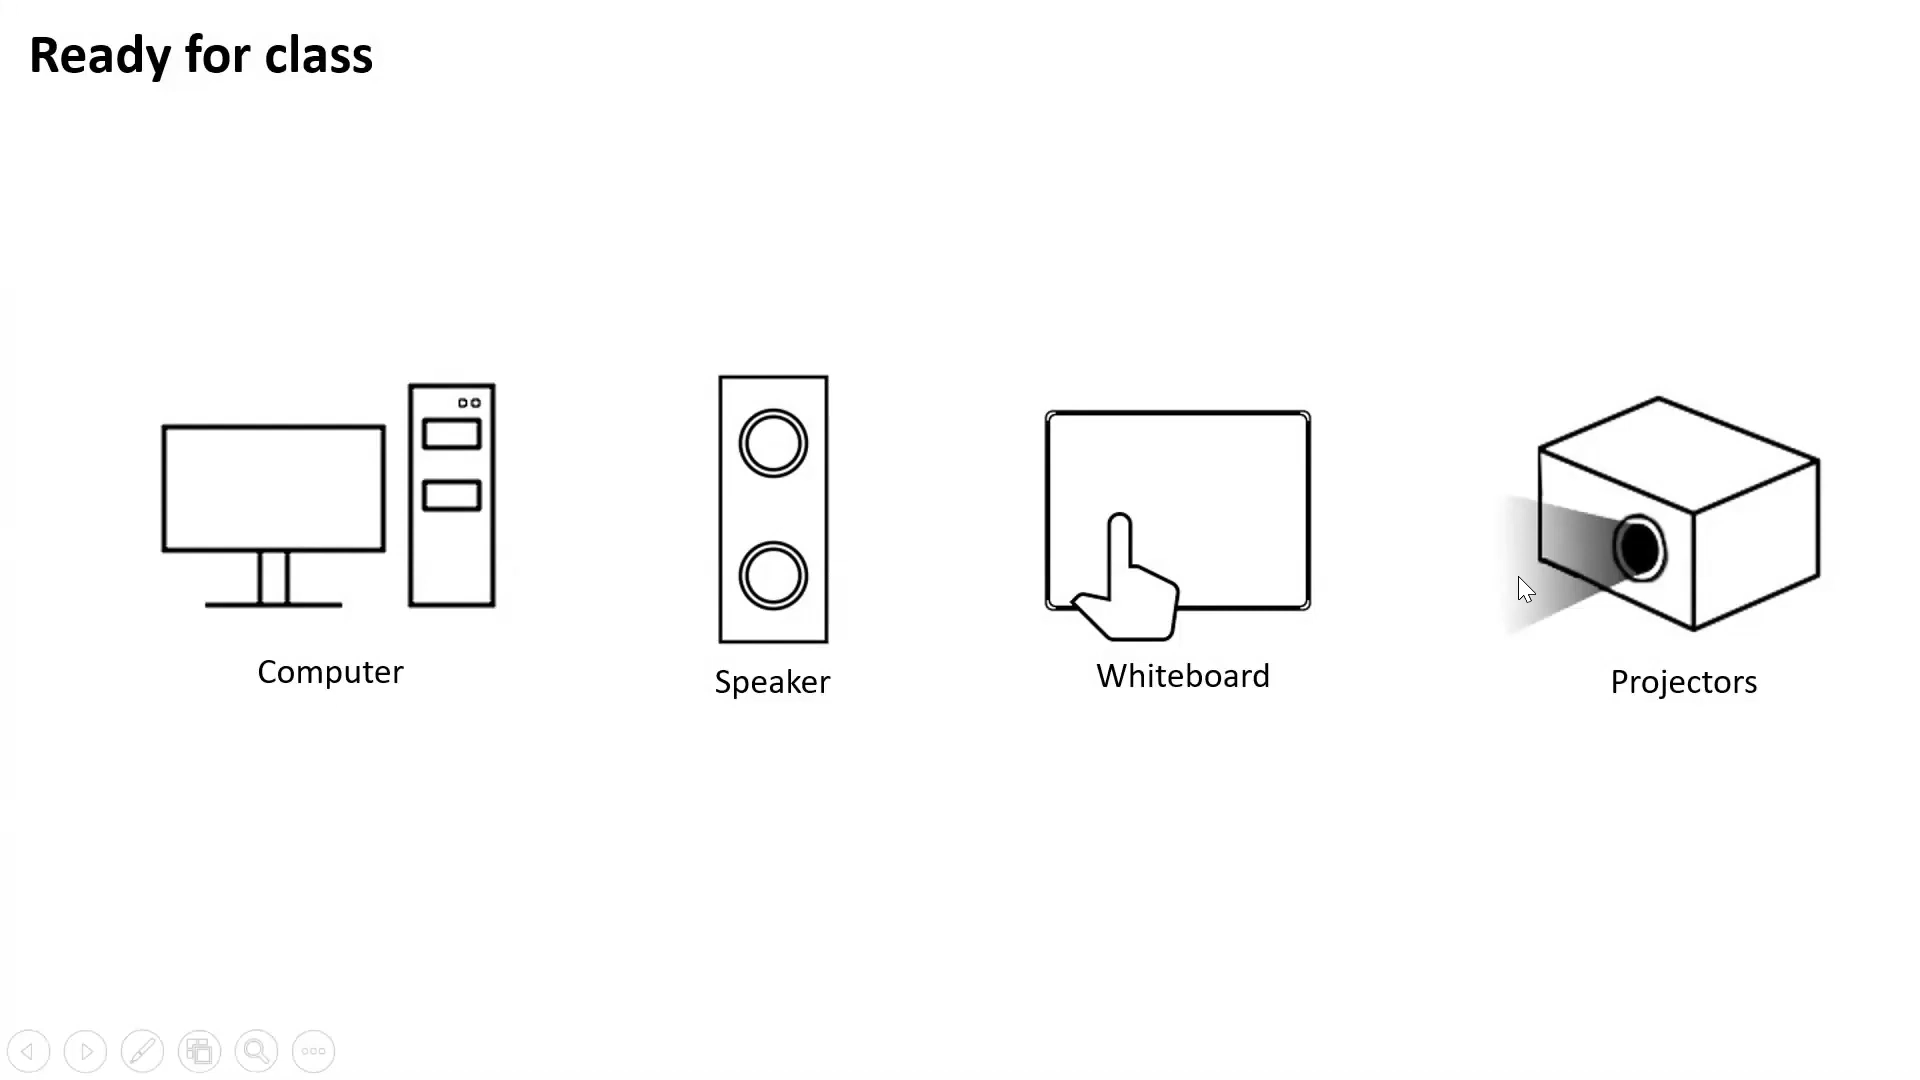 Ready for class
Computer
Speaker
Whiteboard
Projectors